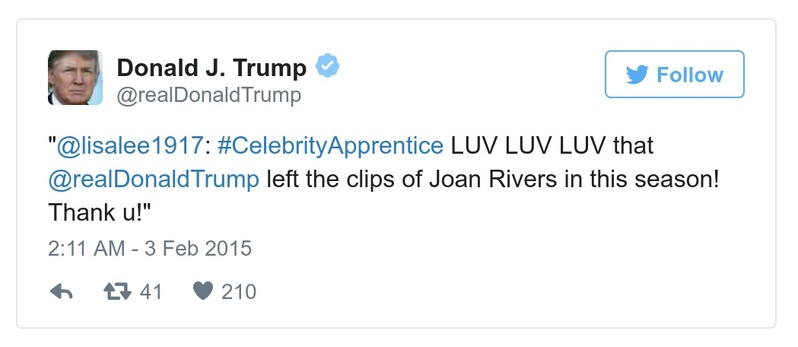 Donald J. Trump
@realDonaldTrump
Follow
"@lisalee1917: #CelebrityApprentice LUV LUV LUV that
@realDonaldTrump left the clips of Joan Rivers in this season!
Thank u!"
2:11 AM - 3 Feb 2015
41 210